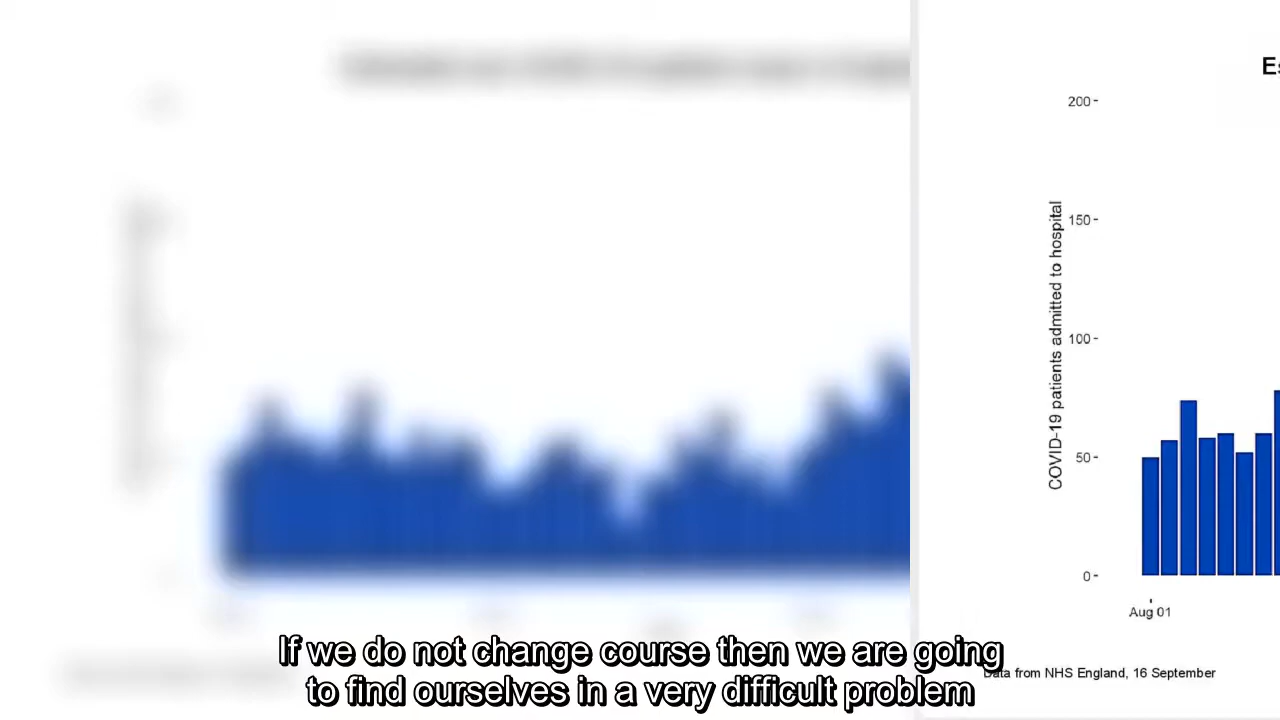 Es
200
150
100
50
0
COVID-19 patients admitted to hospital
Aug 01
Data from NHS England, 16 September
If we do not change course then we are going
to find ourselves in a very difficult problem